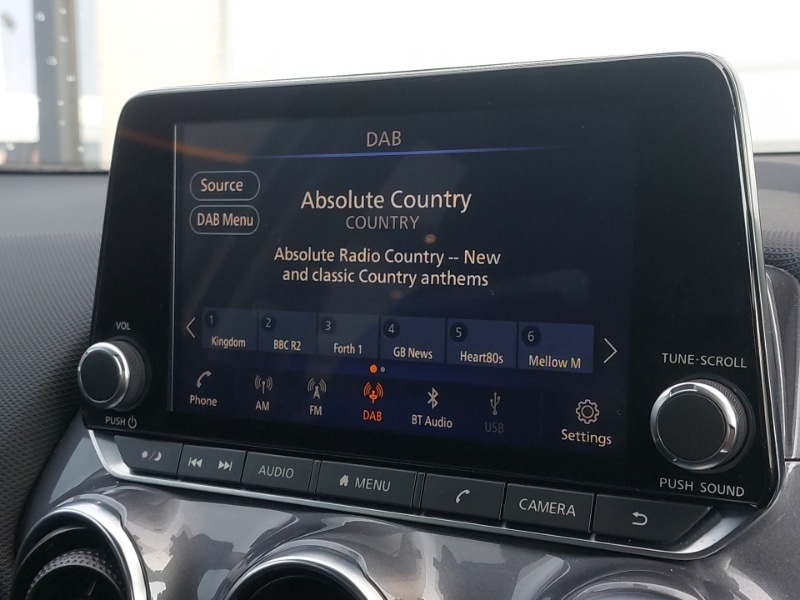 DAB
Source
DAB Menu
Absolute Country
COUNTRY
Absolute Radio Country -- New
and classic Country anthems
1 Kingdom
2 BBC R2
3 Forth 1
4 GB News
5 Heart80s
6 Mellow M
Phone
AM
FM
DAB
BT Audio
USB
Settings
VOL
PUSH
TUNE·SCROLL
PUSH SOUND
AUDIO
MENU
CAMERA